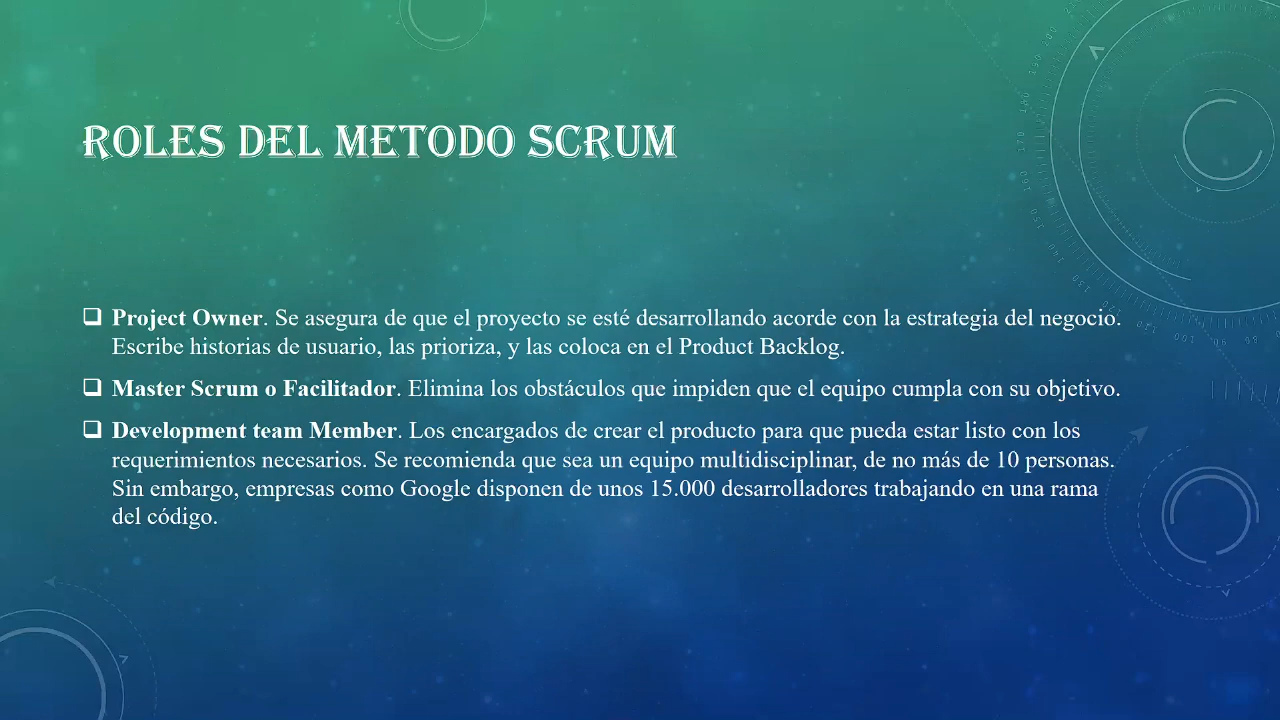 ROLES DEL METODO SCRUM
❑ Project Owner. Se asegura de que el proyecto se esté desarrollando acorde con la estrategia del negocio.
Escribe historias de usuario, las prioriza, y las coloca en el Product Backlog.
❑ Master Scrum o Facilitador. Elimina los obstáculos que impiden que el equipo cumpla con su objetivo.
❑ Development team Member. Los encargados de crear el producto para que pueda estar listo con los
requerimientos necesarios. Se recomienda que sea un equipo multidisciplinar, de no más de 10 personas.
Sin embargo, empresas como Google disponen de unos 15.000 desarrolladores trabajando en una rama
del código.